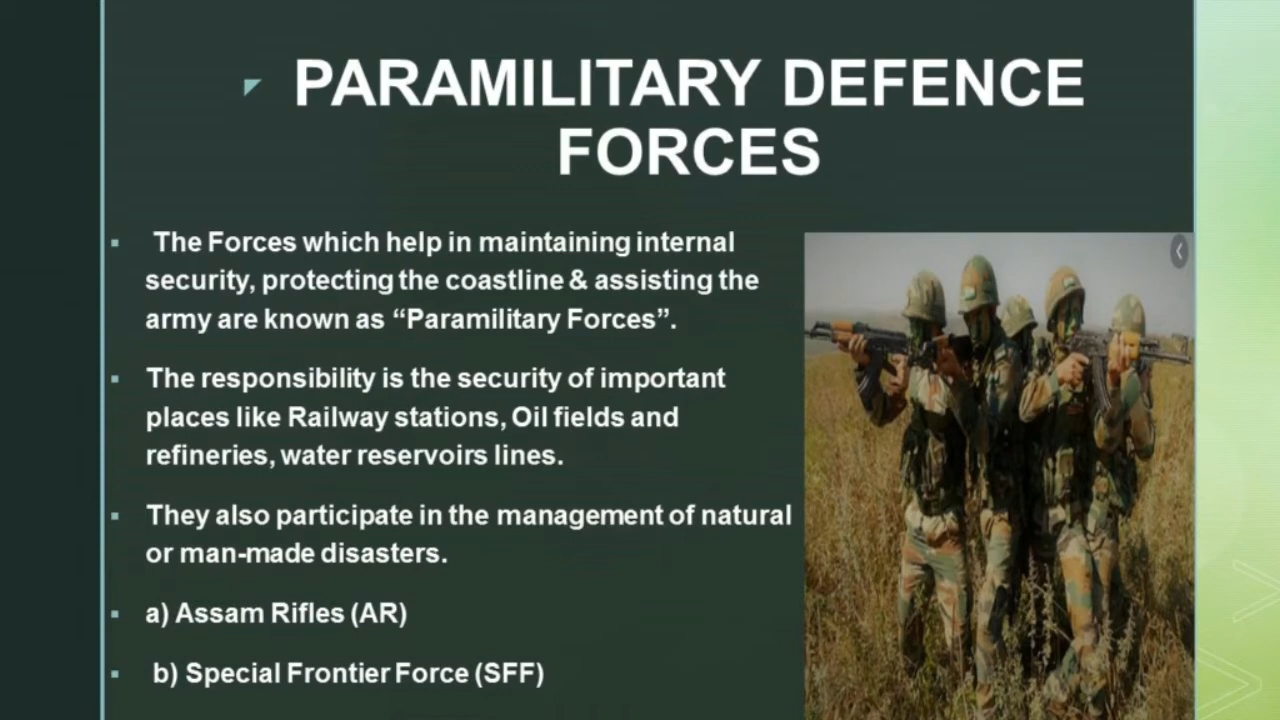 PARAMILITARY DEFENCE
FORCES
The Forces which help in maintaining internal
security, protecting the coastline & assisting the
army are known as “Paramilitary Forces”.
The responsibility is the security of important
places like Railway stations, Oil fields and
refineries, water reservoirs lines.
They also participate in the management of natural
or man-made disasters.
a) Assam Rifles (AR)
b) Special Frontier Force (SFF)